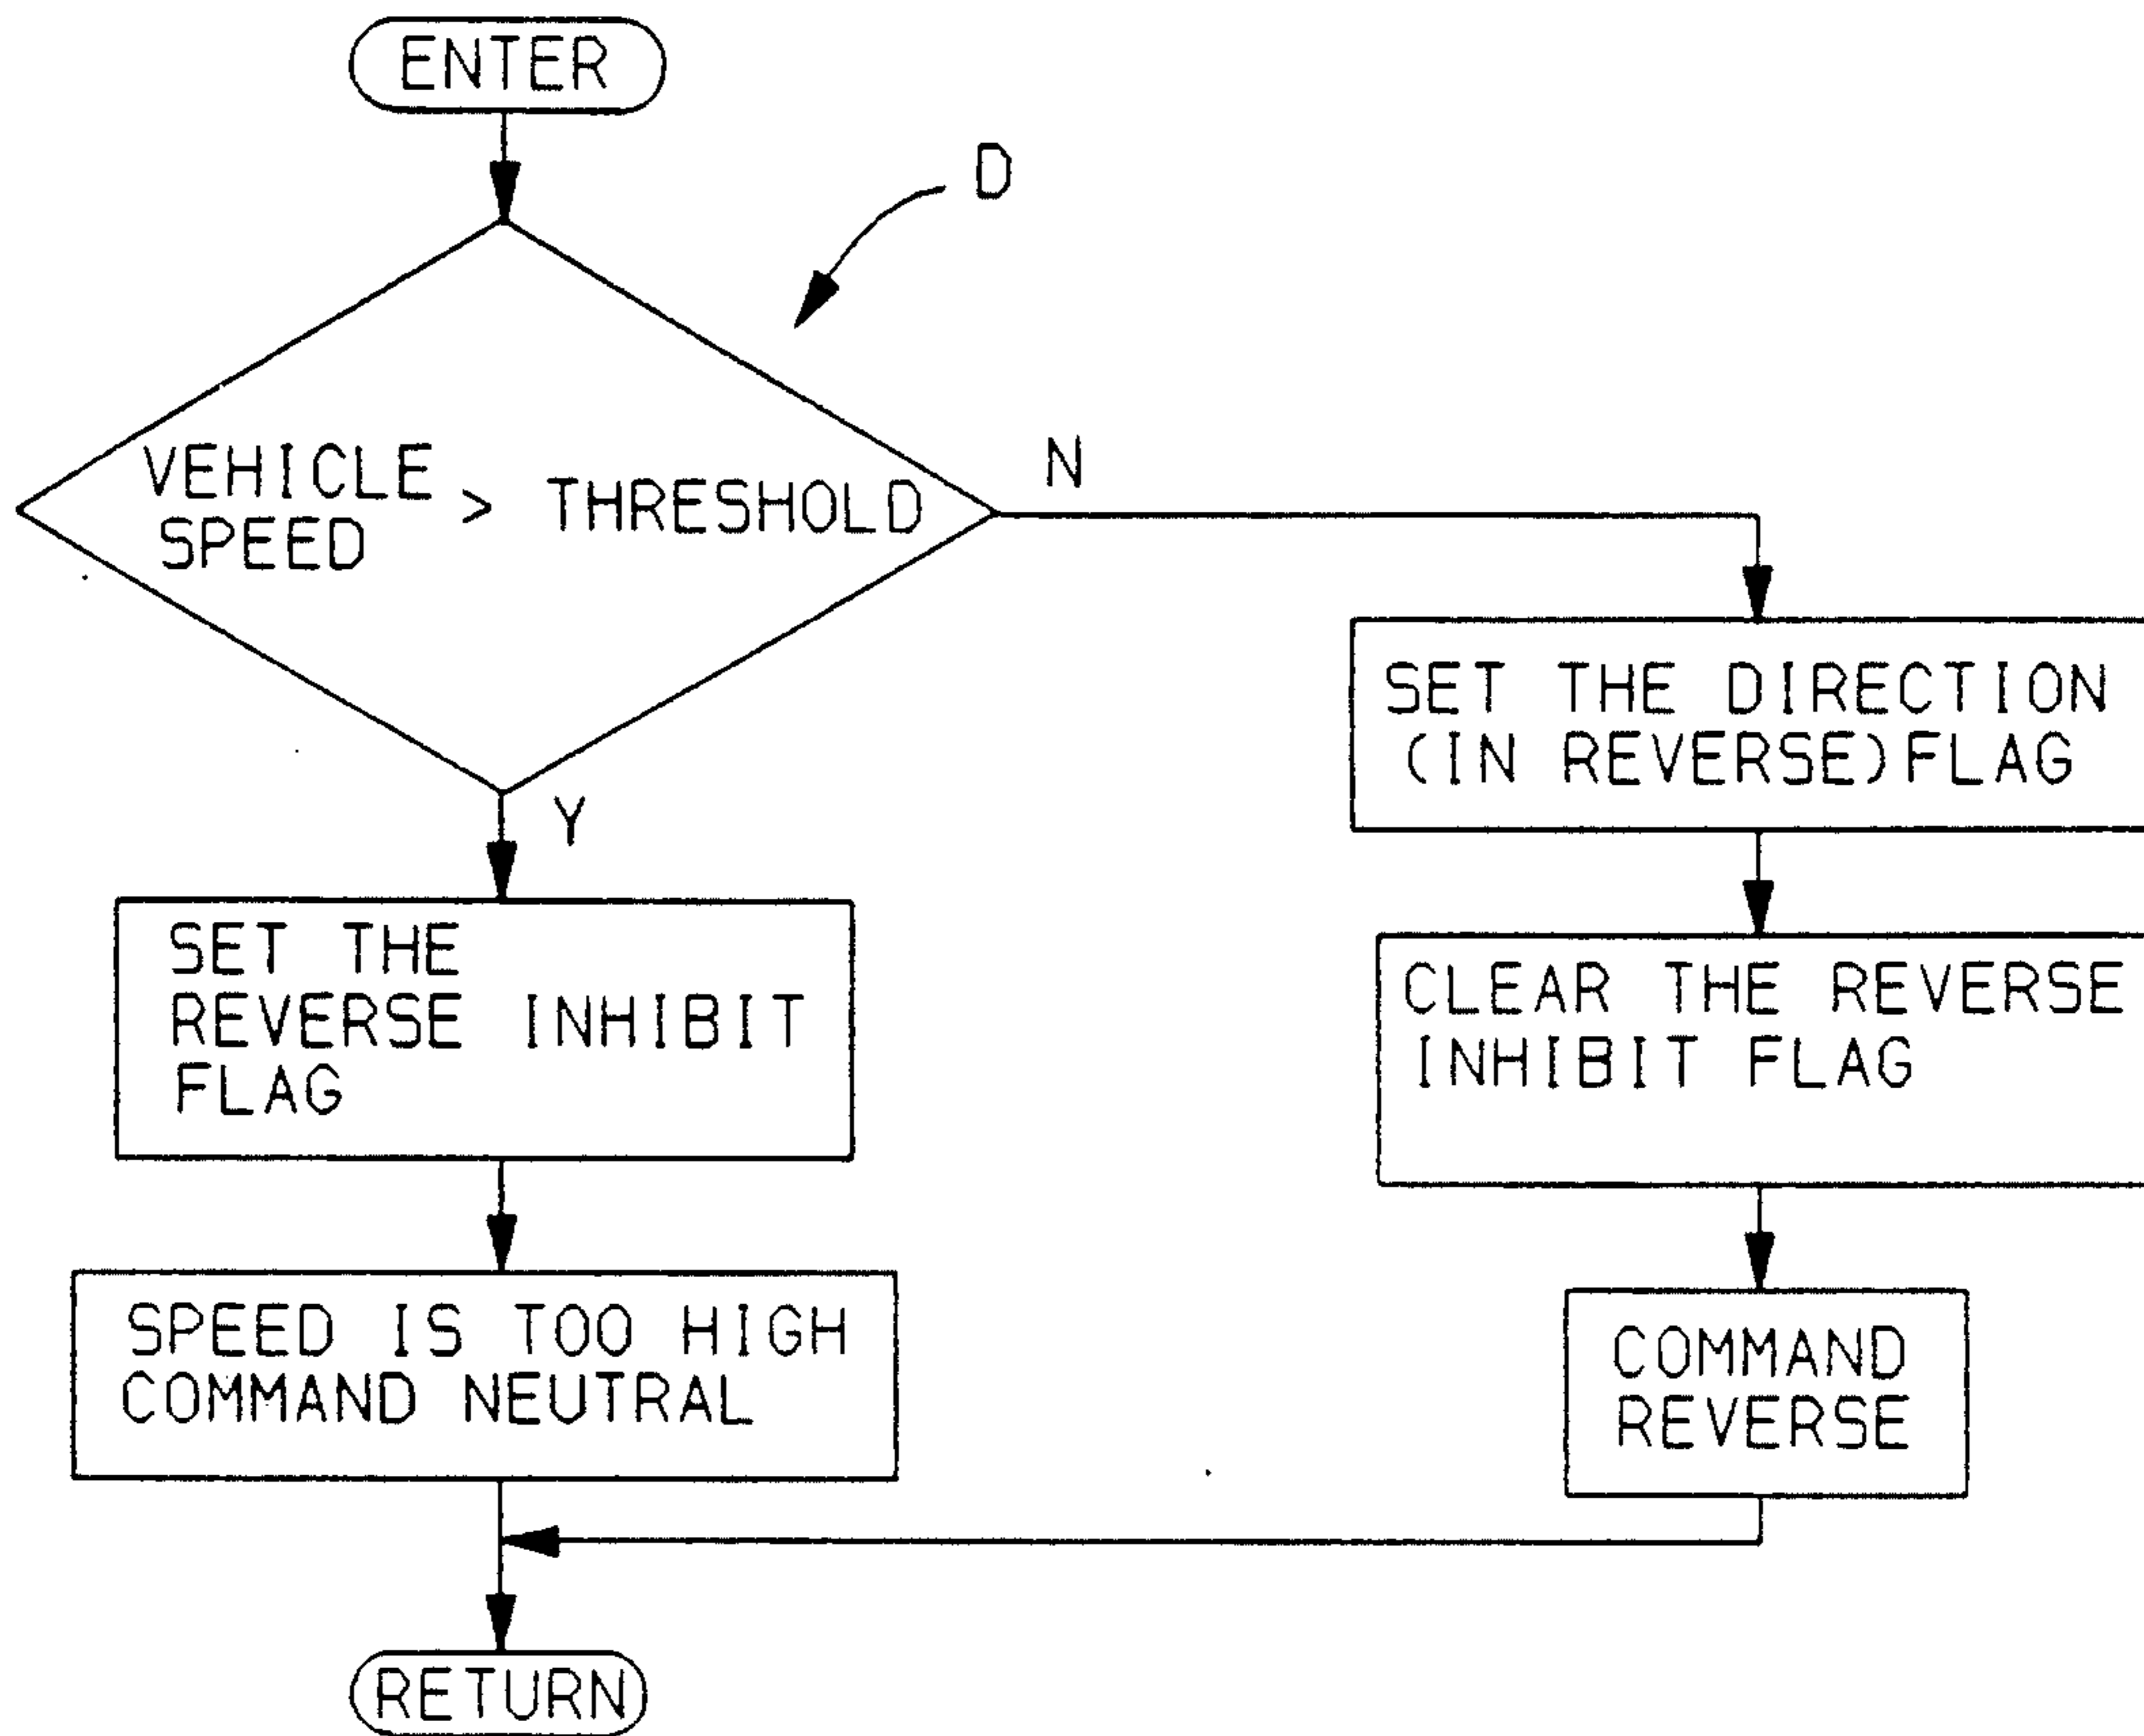 ENTER
D
VEHICLE
SPEED
> THRESHOLD
N
Y
SET THE DIRECTION
(IN REVERSE)FLAG
SET THE
REVERSE INHIBIT
FLAG
CLEAR THE REVERSE
INHIBIT FLAG
SPEED IS TOO HIGH
COMMAND NEUTRAL
COMMAND
REVERSE
RETURN